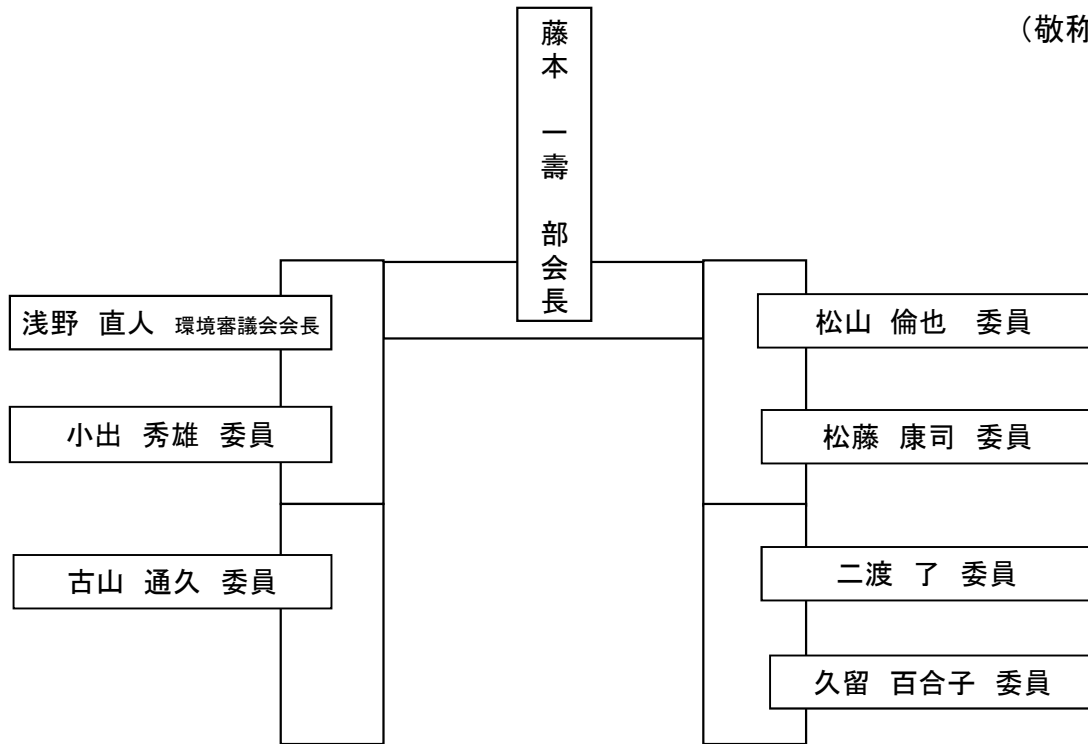 （敬称
藤本　一壽　部会長
浅野　直人　環境審議会会長
松山　倫也　委員
小出　秀雄　委員
松藤　康司　委員
古山　通久　委員
二渡　了　委員
久留　百合子　委員